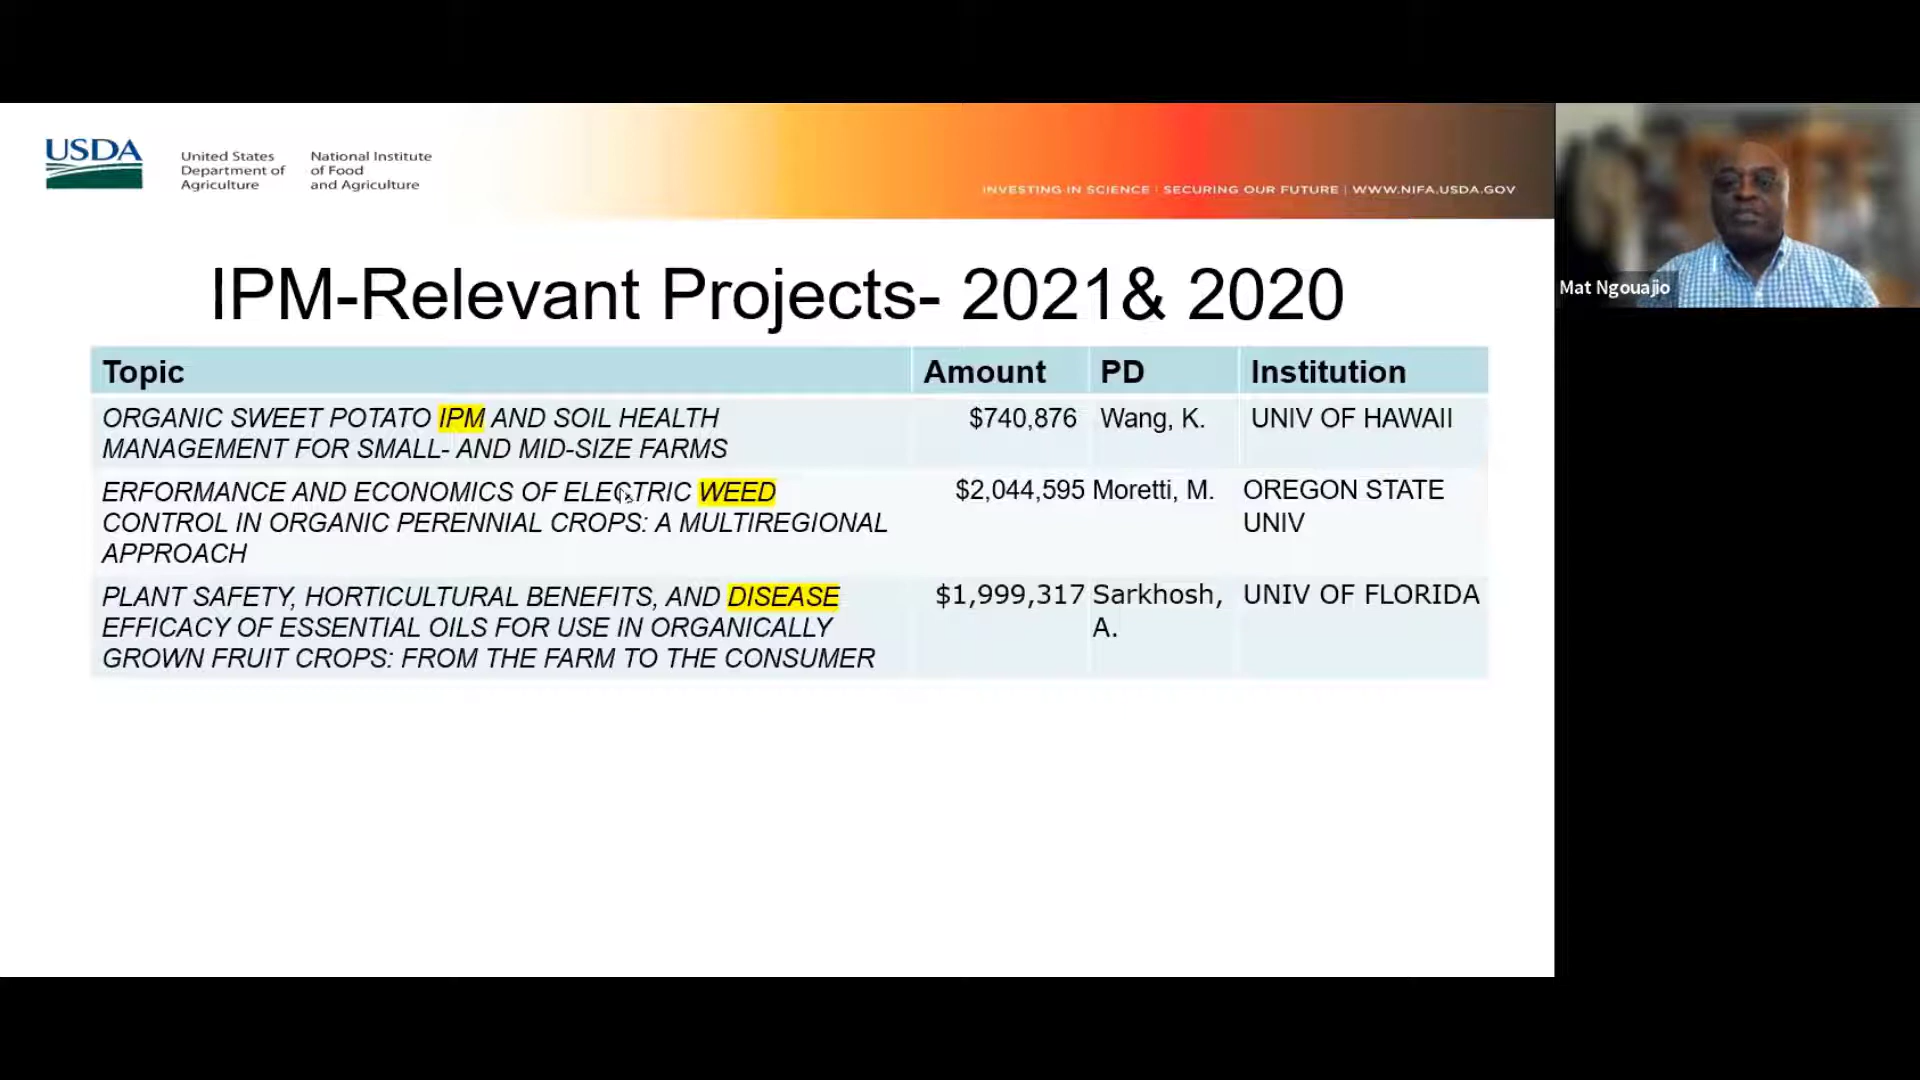 USDA
United States
Department of
Agriculture
National Institute
of Food
and Agriculture
INVESTING IN SCIENCE | SECURING OUR FUTURE | WWW.NIFA.USDA.GOV
Mat Ngouajio
IPM-Relevant Projects- 2021& 2020
Topic Amount PD Institution
ORGANIC SWEET POTATO IPM AND SOIL HEALTH
MANAGEMENT FOR SMALL- AND MID-SIZE FARMS
$740,876
Wang, K.
UNIV OF HAWAII
ERFORMANCE AND ECONOMICS OF ELECTRIC WEED
CONTROL IN ORGANIC PERENNIAL CROPS: A MULTIREGIONAL
APPROACH
$2,044,595
Moretti, M.
OREGON STATE
UNIV
PLANT SAFETY, HORTICULTURAL BENEFITS, AND DISEASE
EFFICACY OF ESSENTIAL OILS FOR USE IN ORGANICALLY
GROWN FRUIT CROPS: FROM THE FARM TO THE CONSUMER
$1,999,317
Sarkhosh,
A.
UNIV OF FLORIDA